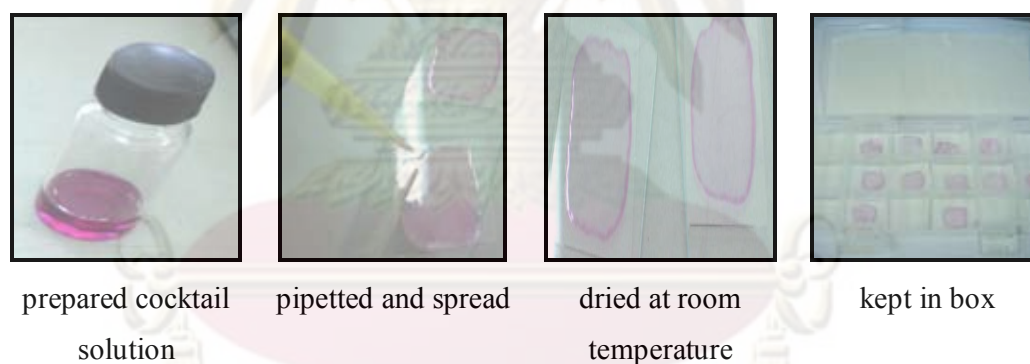 prepared cocktail
solution
pipetted and spread
dried at room
temperature
kept in box